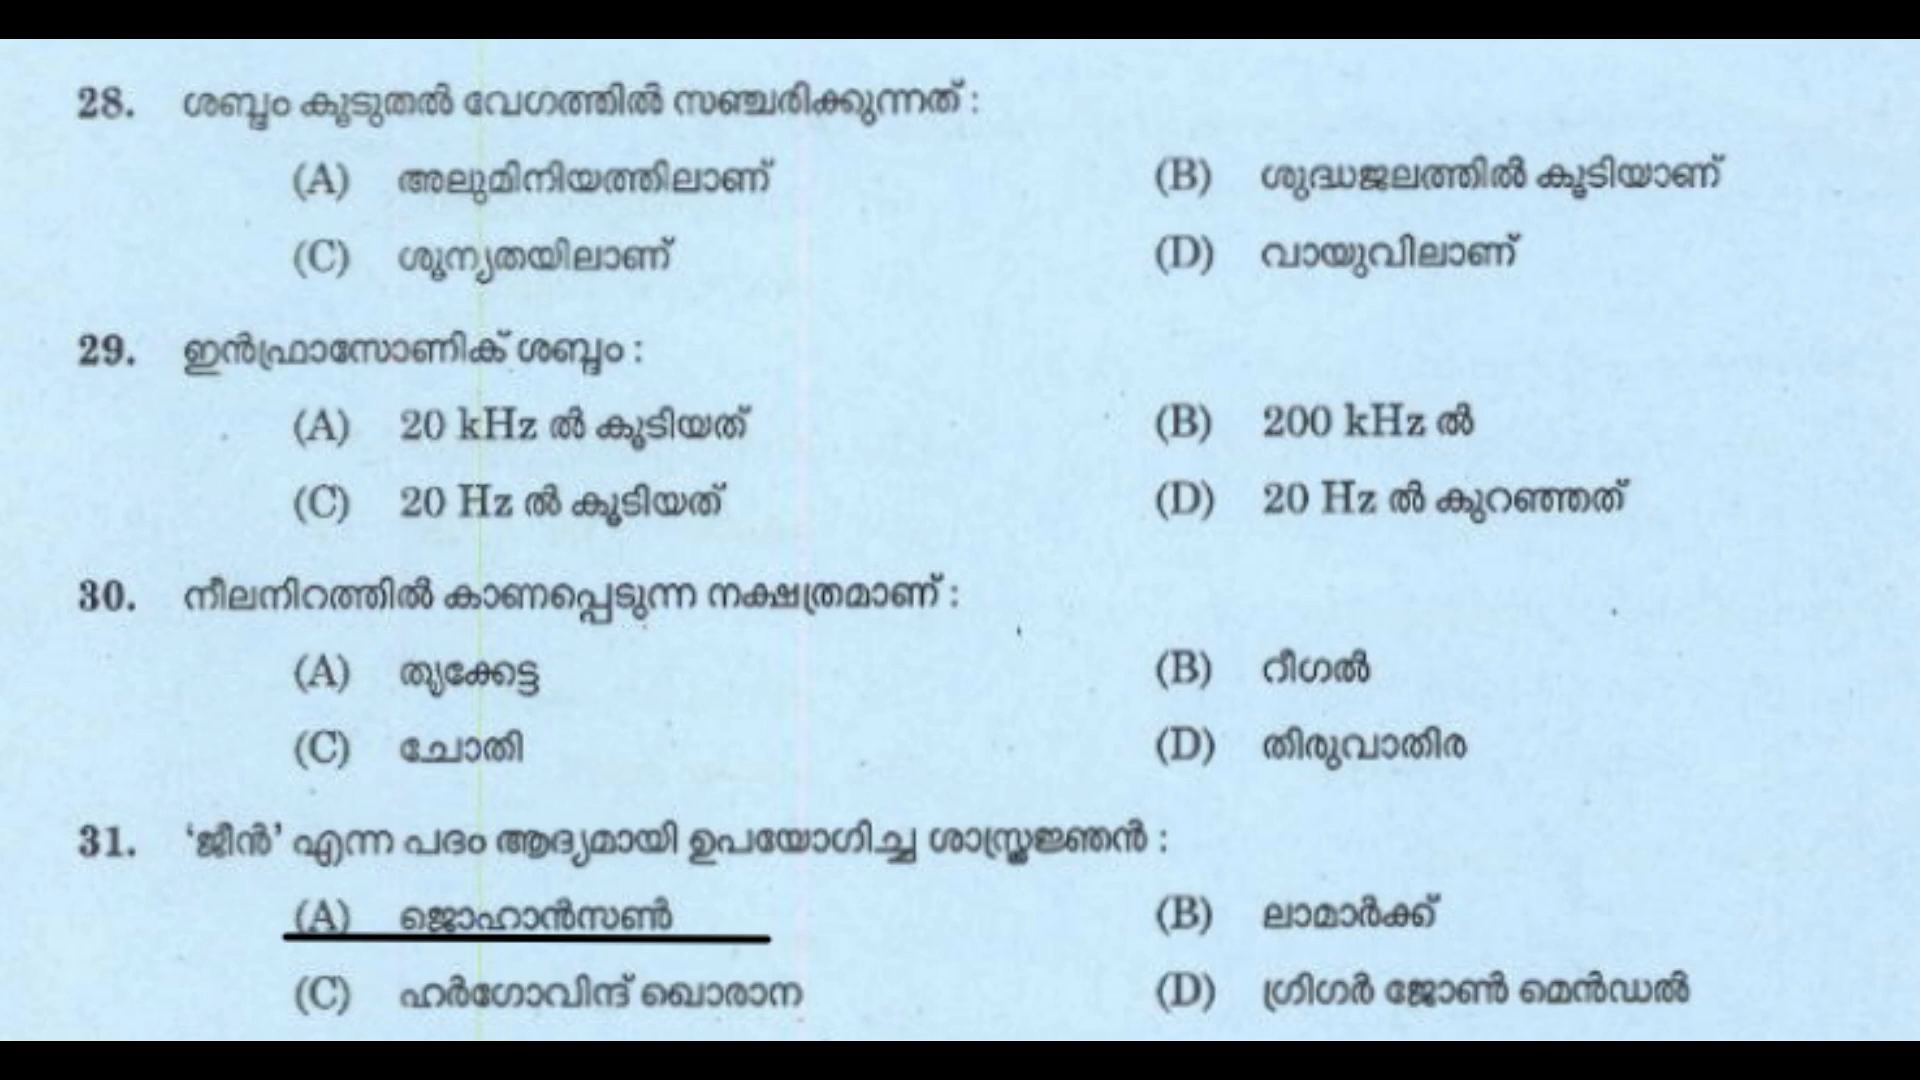 28. ശബ്ദം കൂടുതൽ വേഗത്തിൽ സഞ്ചരിക്കുന്നത് :
(A) അലുമിനിയത്തിലാണ് (B) ശുദ്ധജലത്തിൽ കൂടിയാണ്
(C) ശൂന്യതയിലാണ് (D) വായുവിലാണ്
29. ഇൻഫ്രാസോണിക് ശബ്ദം :
(A) 20 kHz ൽ കൂടിയത് (B) 200 kHz ൽ
(C) 20 Hz ൽ കൂടിയത് (D) 20 Hz ൽ കുറഞ്ഞത്
30. നീലനിറത്തിൽ കാണപ്പെടുന്ന നക്ഷത്രമാണ് :
(A) തൃക്കേട്ട (B) റീഗൽ
(C) ചോതി (D) തിരുവാതിര
31. ‘ജീൻ’ എന്ന പദം ആദ്യമായി ഉപയോഗിച്ച ശാസ്ത്രജ്ഞൻ :
(A) ജൊഹാൻസൺ (B) ലാമാർക്ക്
(C) ഹർഗോവിന്ദ് ഖൊരാന (D) ഗ്രിഗർ ജോൺ മെൻഡൽ